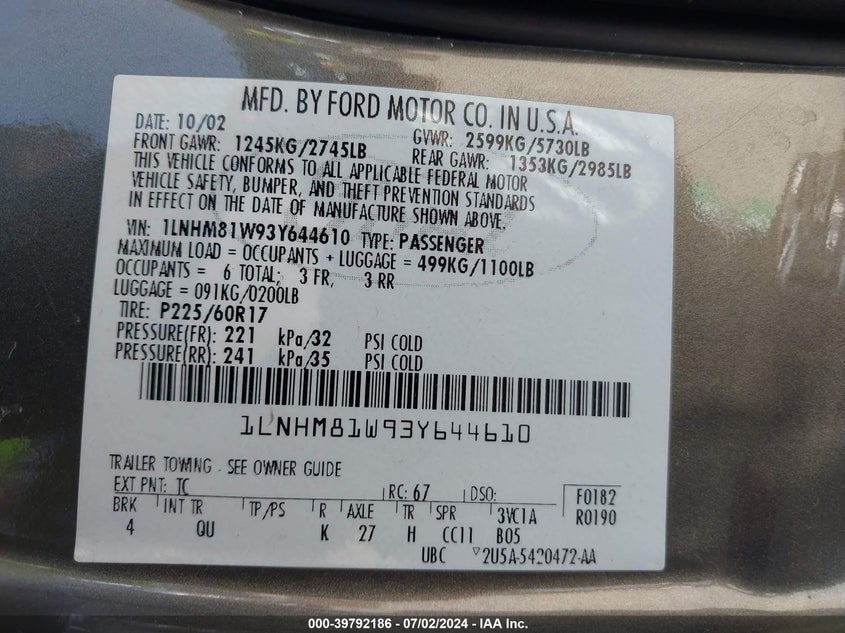 MFD. BY FORD MOTOR CO. IN U.S.A.
DATE: 10/02 GVWR: 2599KG/5730LB
FRONT GAWR: 1245KG/2745LB REAR GAWR: 1353KG/2985LB
THIS VEHICLE CONFORMS TO ALL APPLICABLE FEDERAL MOTOR
VEHICLE SAFETY, BUMPER, AND THEFT PREVENTION STANDARDS
IN EFFECT ON THE DATE OF MANUFACTURE SHOWN ABOVE.
VIN: 1LNHM81W93Y644610 TYPE: PASSENGER
MAXIMUM LOAD = OCCUPANTS + LUGGAGE = 499KG/1100LB
OCCUPANTS = 6 TOTAL; 3 FR, 3 RR
LUGGAGE = 091KG/0200LB
TIRE: P225/60R17
PRESSURE(FR): 221 kPa/32 PSI COLD
PRESSURE(RR): 241 kPa/35 PSI COLD
1LNHM81W93Y644610
TRAILER TOWING - SEE OWNER GUIDE
EXT PNT: TC RC: 67 DSO: F0182
BRK INT TR TP/PS R AXLE TR SPR 3VC1A R0190
4 QU K 27 H CC11 B05
UBC ▽2U5A-5420472-AA
000-39792186 - 07/02/2024 - IAA Inc.